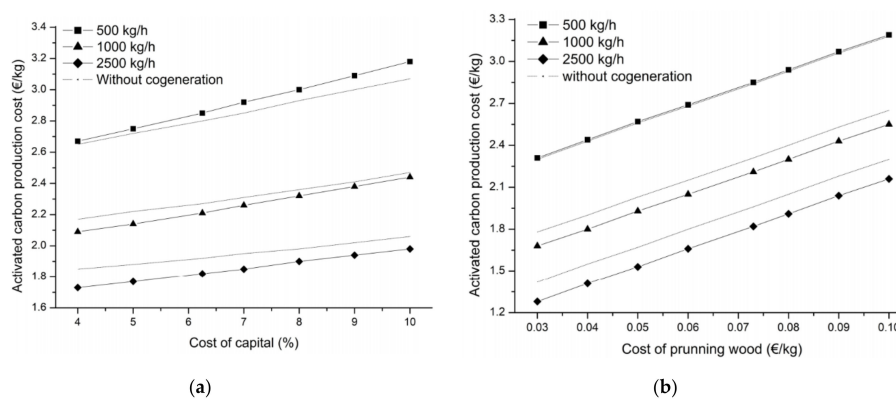 3.4
3.2
3.0
2.8
2.6
2.4
2.2
2.0
1.8
1.6
Activated carbon production cost (€/kg)
500 kg/h
1000 kg/h
2500 kg/h
Without cogeneration
4 5 6 7 8 9 10
Cost of capital (%)
(a)
3.3
3.0
2.7
2.4
2.1
1.8
1.5
1.2
Activated carbon production cost (€/kg)
500 kg/h
1000 kg/h
2500 kg/h
without cogeneration
0.03 0.04 0.05 0.06 0.07 0.08 0.09 0.10
Cost of prunning wood (€/kg)
(b)